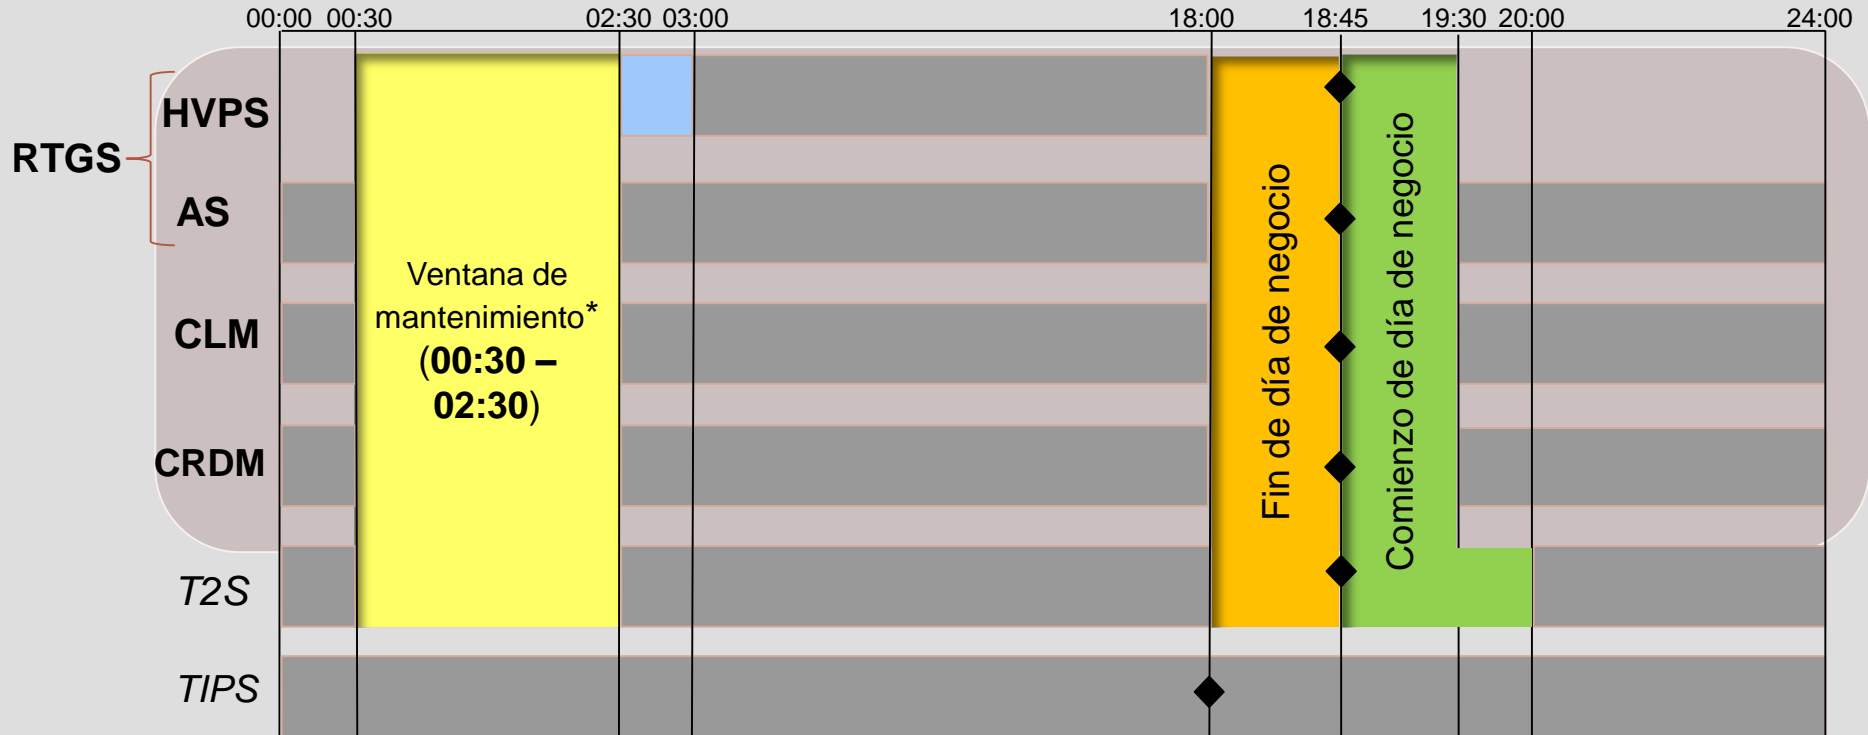 00:00 00:30 02:30 03:00 18:00 18:45 19:30 20:00 24:00
HVPS
RTGS
AS
CLM
CRDM
T2S
TIPS
Ventana de
mantenimiento*
(00:30 –
02:30)
Fin de día de negocio
Comienzo de día de negocio